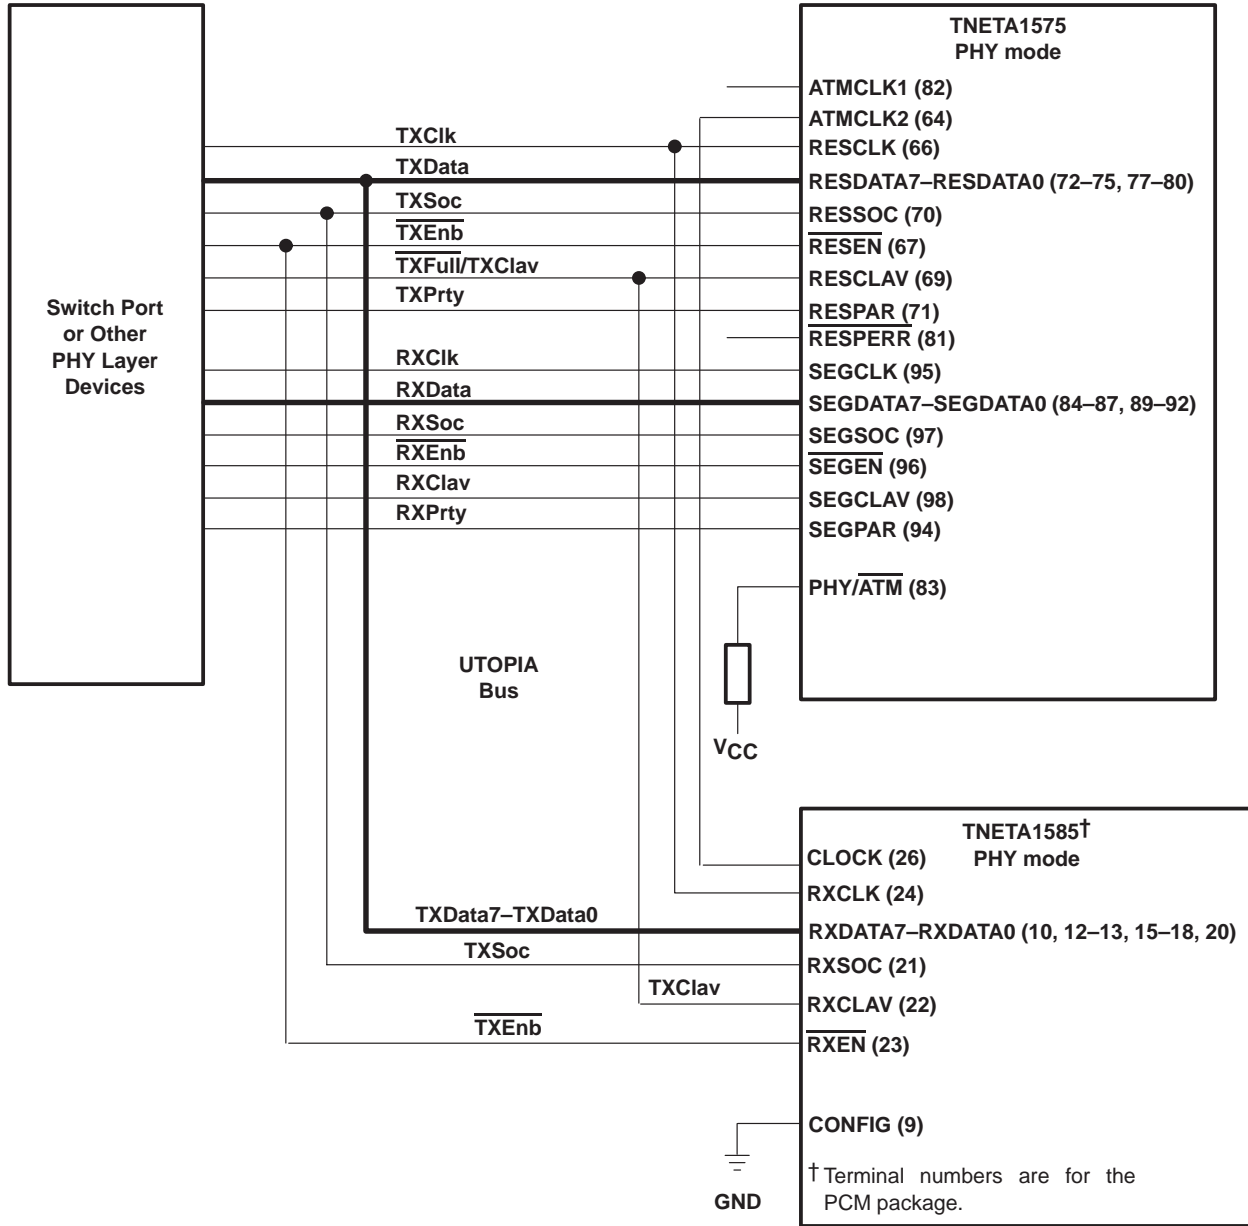 TNETA1575
PHY mode
ATMCLK1 (82)
ATMCLK2 (64)
TXClk
RESCLK (66)
TXData
RESDATA7–RESDATA0 (72–75, 77–80)
TXSoc
RESSOC (70)
TXEnb
RESEN (67)
TXFull/TXClav
RESCLAV (69)
TXPrty
RESPAR (71)
RESPERR (81)
Switch Port
or Other
PHY Layer
Devices
RXClk
SEGCLK (95)
RXData
SEGDATA7–SEGDATA0 (84–87, 89–92)
RXSoc
SEGSOC (97)
RXEnb
SEGEN (96)
RXClav
SEGCLAV (98)
RXPrty
SEGPAR (94)
PHY/ATM (83)
UTOPIA
Bus
VCC
TNETA1585†
PHY mode
CLOCK (26)
RXCLK (24)
TXData7–TXData0
RXDATA7–RXDATA0 (10, 12–13, 15–18, 20)
TXSoc
RXSOC (21)
TXClav
RXCLAV (22)
TXEnb
RXEN (23)
CONFIG (9)
GND
† Terminal numbers are for the
PCM package.